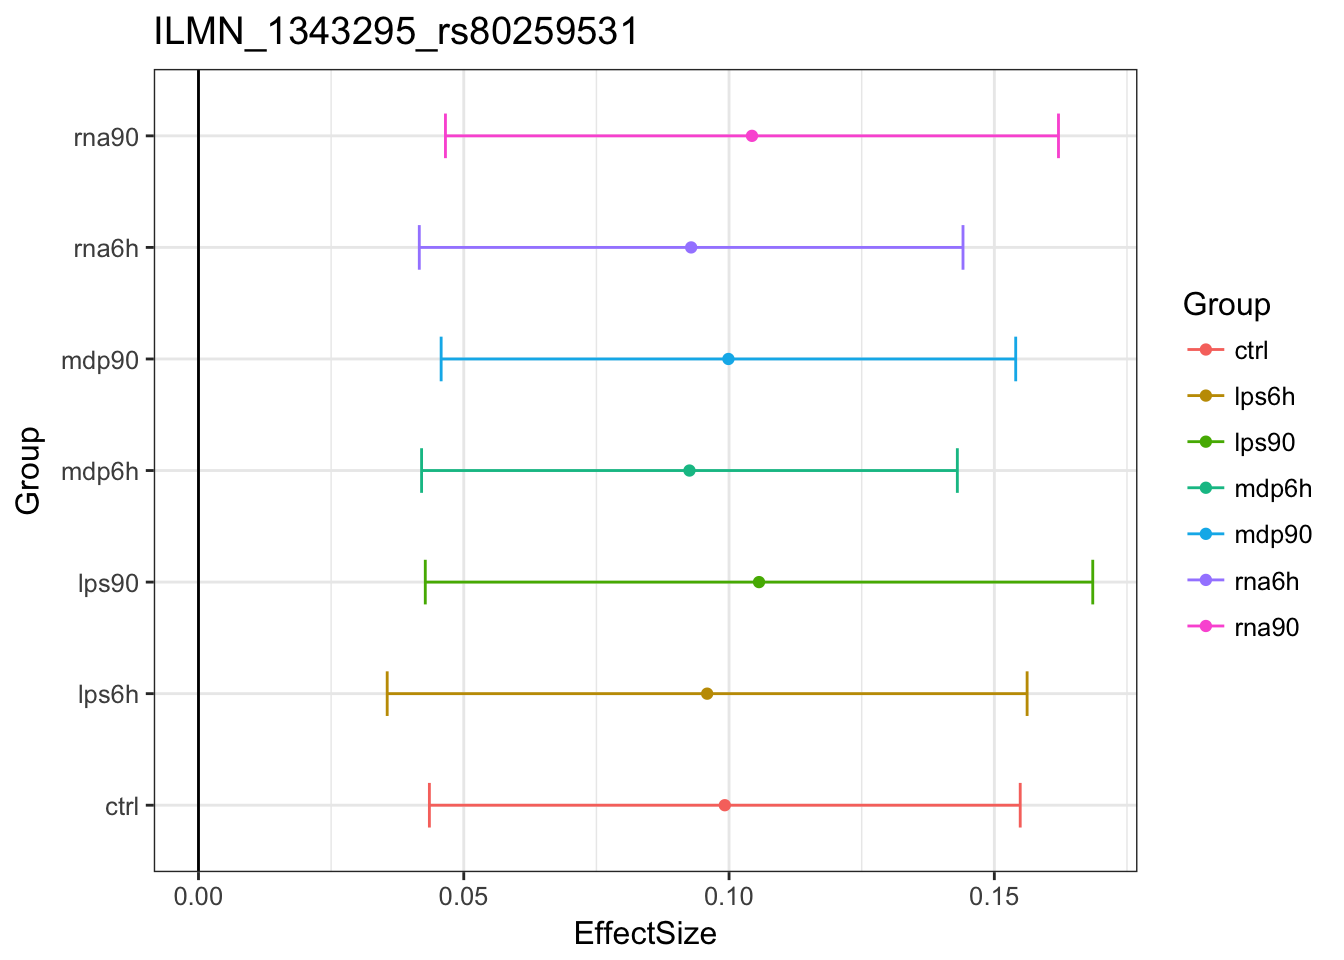 ILMN_1343295_rs80259531
rna90
rna6h
mdp90
mdp6h
lps90
lps6h
ctrl
Group
0.00
0.05
0.10
0.15
EffectSize
Group
ctrl
lps6h
lps90
mdp6h
mdp90
rna6h
rna90